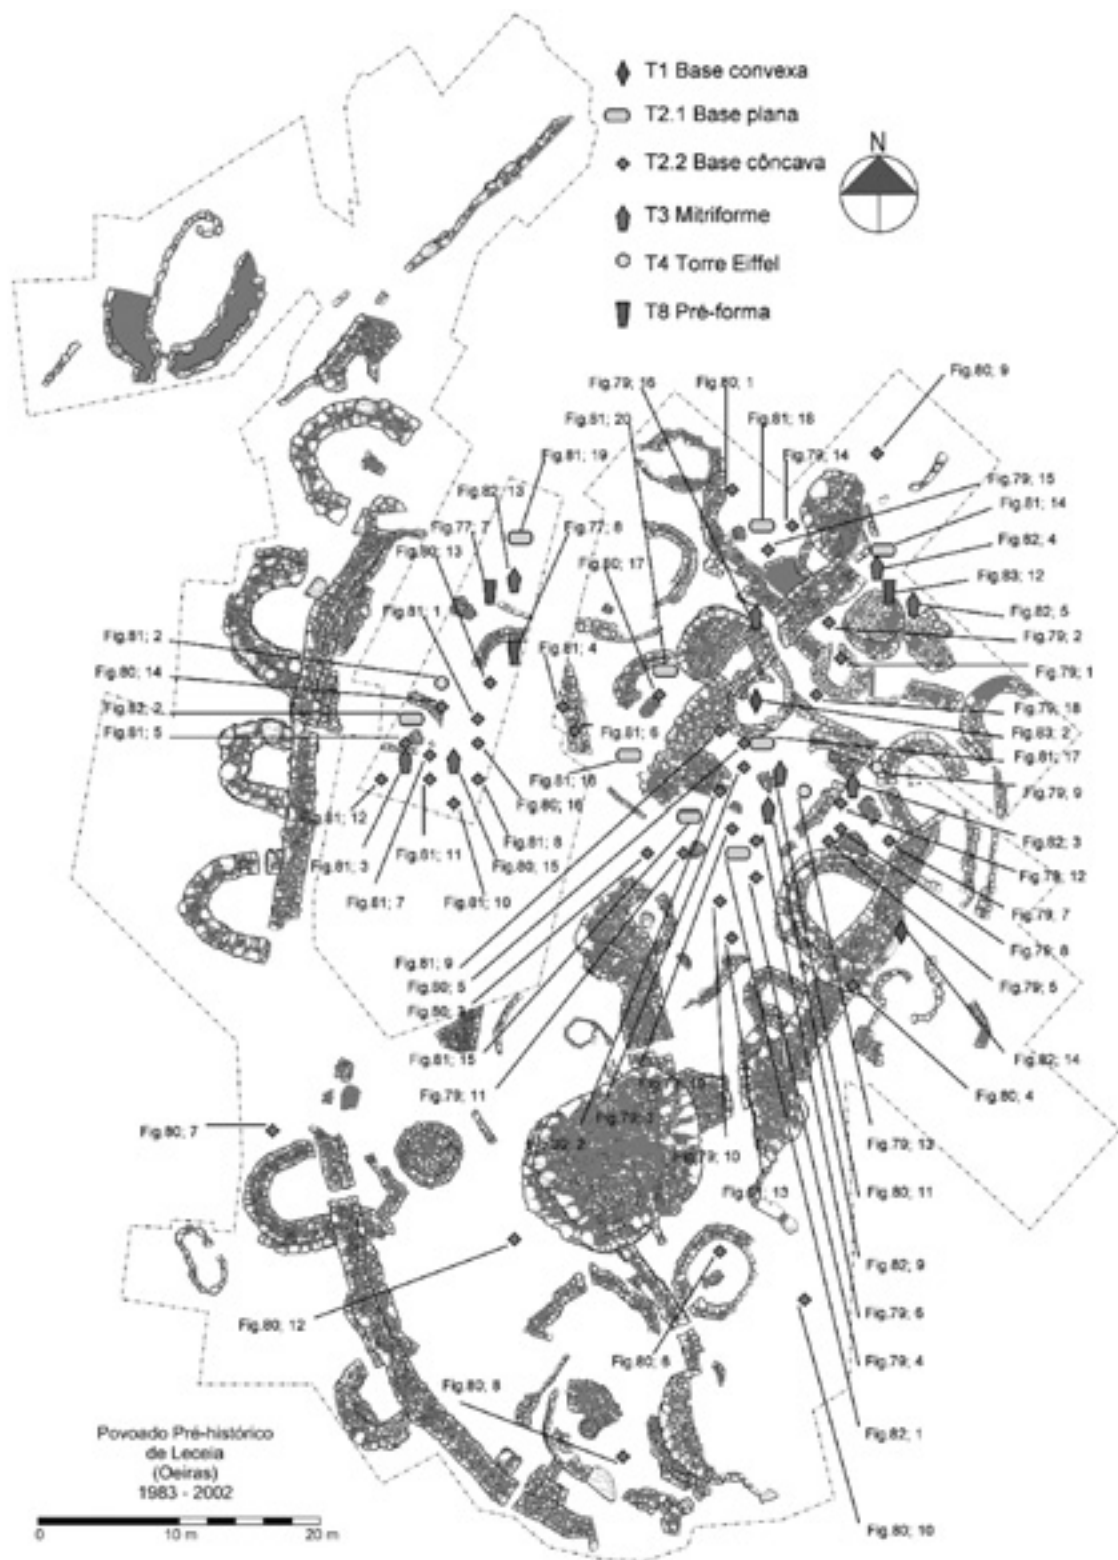 T1 Base convexa
T2.1 Base plana
T2.2 Base côncava
T3 Mitriforme
T4 Torre Eiffel
T8 Pré-forma
N
Fig.80; 9
Fig.79; 16
Fig.80; 1
Fig.81; 20
Fig.81; 18
Fig.79; 14
Fig.81; 19
Fig.79; 15
Fig.82; 13
Fig.81; 14
Fig.77; 7
Fig.77; 8
Fig.82; 4
Fig.80; 13
Fig.80; 17
Fig.83; 12
Fig.81; 1
Fig.82; 5
Fig.81; 2
Fig.79; 2
Fig.81; 4
Fig.80; 14
Fig.79; 1
Fig.82; 2
Fig.79; 18
Fig.81; 5
Fig.81; 6
Fig.83; 2
Fig.81; 17
Fig.81; 16
Fig.79; 9
Fig.80; 16
Fig.81; 12
Fig.81; 8
Fig.82; 3
Fig.81; 3
Fig.81; 11
Fig.80; 15
Fig.79; 12
Fig.81; 7
Fig.81; 10
Fig.79; 7
Fig.79; 8
Fig.81; 9
Fig.79; 5
Fig.80; 5
Fig.80; 3
Fig.81; 15
Fig.82; 14
Fig.79; 11
Fig.80; 4
Fig.80; 7
Fig.79; 13
Fig.79; 10
Fig.80; 11
13
Fig.82; 9
Fig.80; 12
Fig.79; 6
Fig.80; 6
Fig.79; 4
Fig.80; 8
Fig.82; 1
Povoado Pré-histórico
de Leceia
(Oeiras)
1983 - 2002
0 10 m 20 m
Fig.80; 10